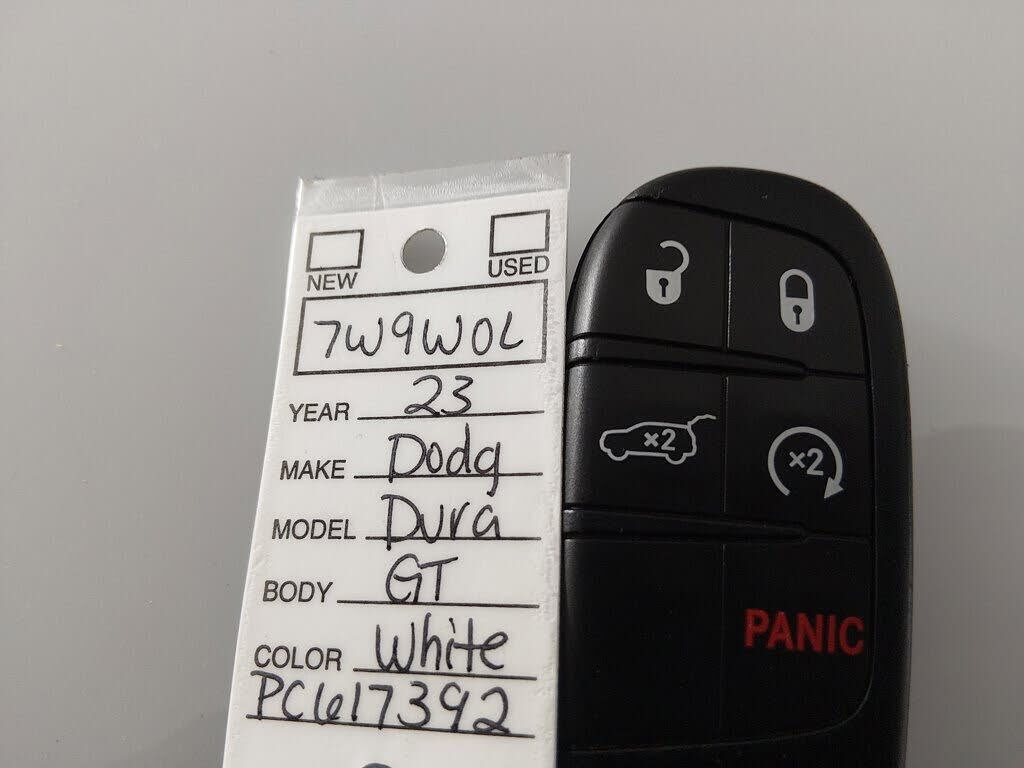 NEW USED
7W9W0L
YEAR 23
MAKE Dodg
MODEL Dura
BODY GT
COLOR White
PC617392
×2 ×2
PANIC